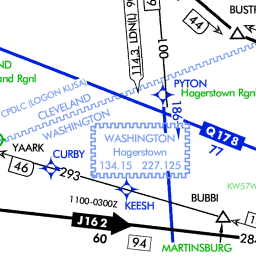 BUSTR
44
114.3 LDN(L) 9
100
PYTON
Hagerstown Rgnl
186
and Rgnl
CPDLC (LOGON KUSA)
CLEVELAND
WASHINGTON
Q178
77
WASHINGTON
Hagerstown
134.15 227.125
YAARK
CURBY
46
293
KEESH
1100-0300Z
KW57
BUBBI
J162
60
94
MARTINSBURG
284